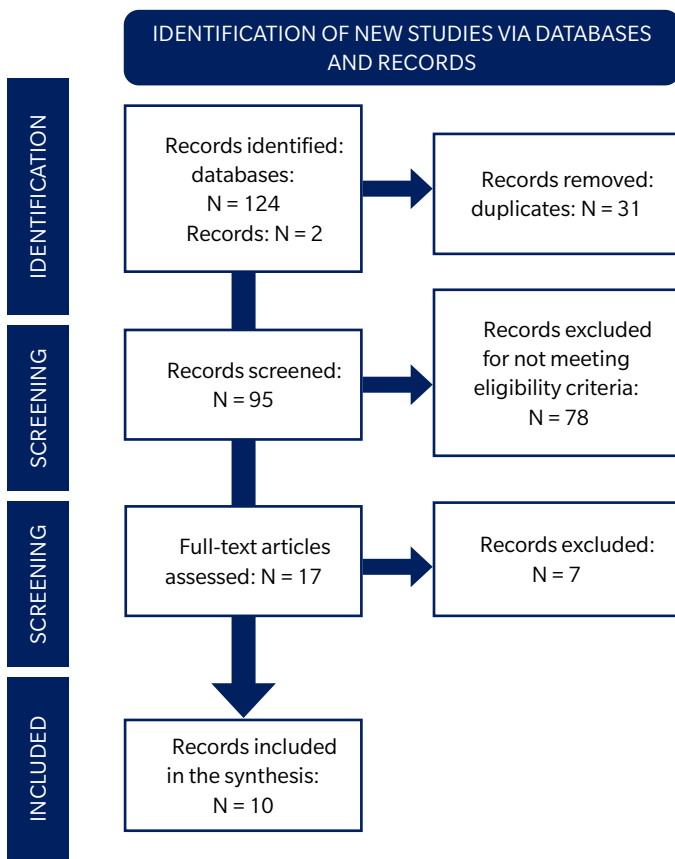 IDENTIFICATION OF NEW STUDIES VIA DATABASES
AND RECORDS
IDENTIFICATION
Records identified:
databases:
N = 124
Records: N = 2
Records removed:
duplicates: N = 31
SCREENING
Records screened:
N = 95
Records excluded
for not meeting
eligibility criteria:
N = 78
SCREENING
Full-text articles
assessed: N = 17
Records excluded:
N = 7
INCLUDED
Records included
in the synthesis:
N = 10